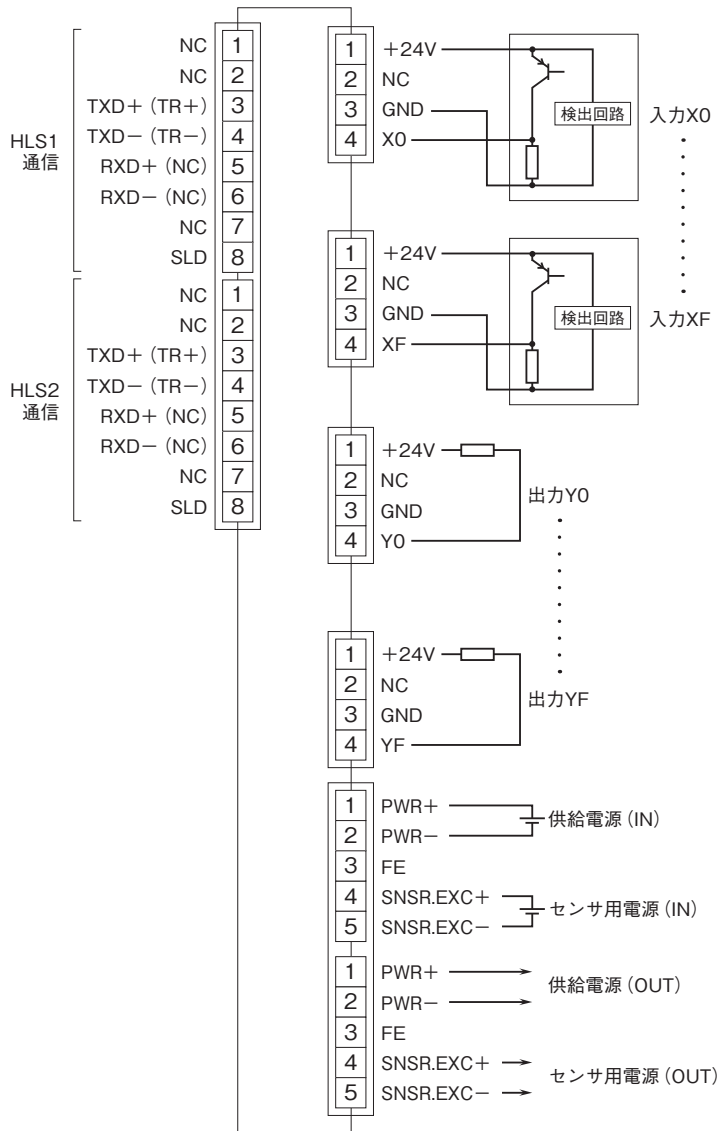 HLS1
通信
NC 1
NC 2
TXD+ (TR+) 3
TXD− (TR−) 4
RXD+ (NC) 5
RXD− (NC) 6
NC 7
SLD 8
HLS2
通信
NC 1
NC 2
TXD+ (TR+) 3
TXD− (TR−) 4
RXD+ (NC) 5
RXD− (NC) 6
NC 7
SLD 8
1 +24V
2 NC
3 GND
4 X0
検出回路
入力X0
1 +24V
2 NC
3 GND
4 XF
検出回路
入力XF
1 +24V
2 NC
3 GND
4 Y0
出力Y0
1 +24V
2 NC
3 GND
4 YF
出力YF
1 PWR+
2 PWR−
供給電源 (IN)
3 FE
4 SNSR.EXC+
5 SNSR.EXC−
センサ用電源 (IN)
1 PWR+
2 PWR−
供給電源 (OUT)
3 FE
4 SNSR.EXC+
5 SNSR.EXC−
センサ用電源 (OUT)